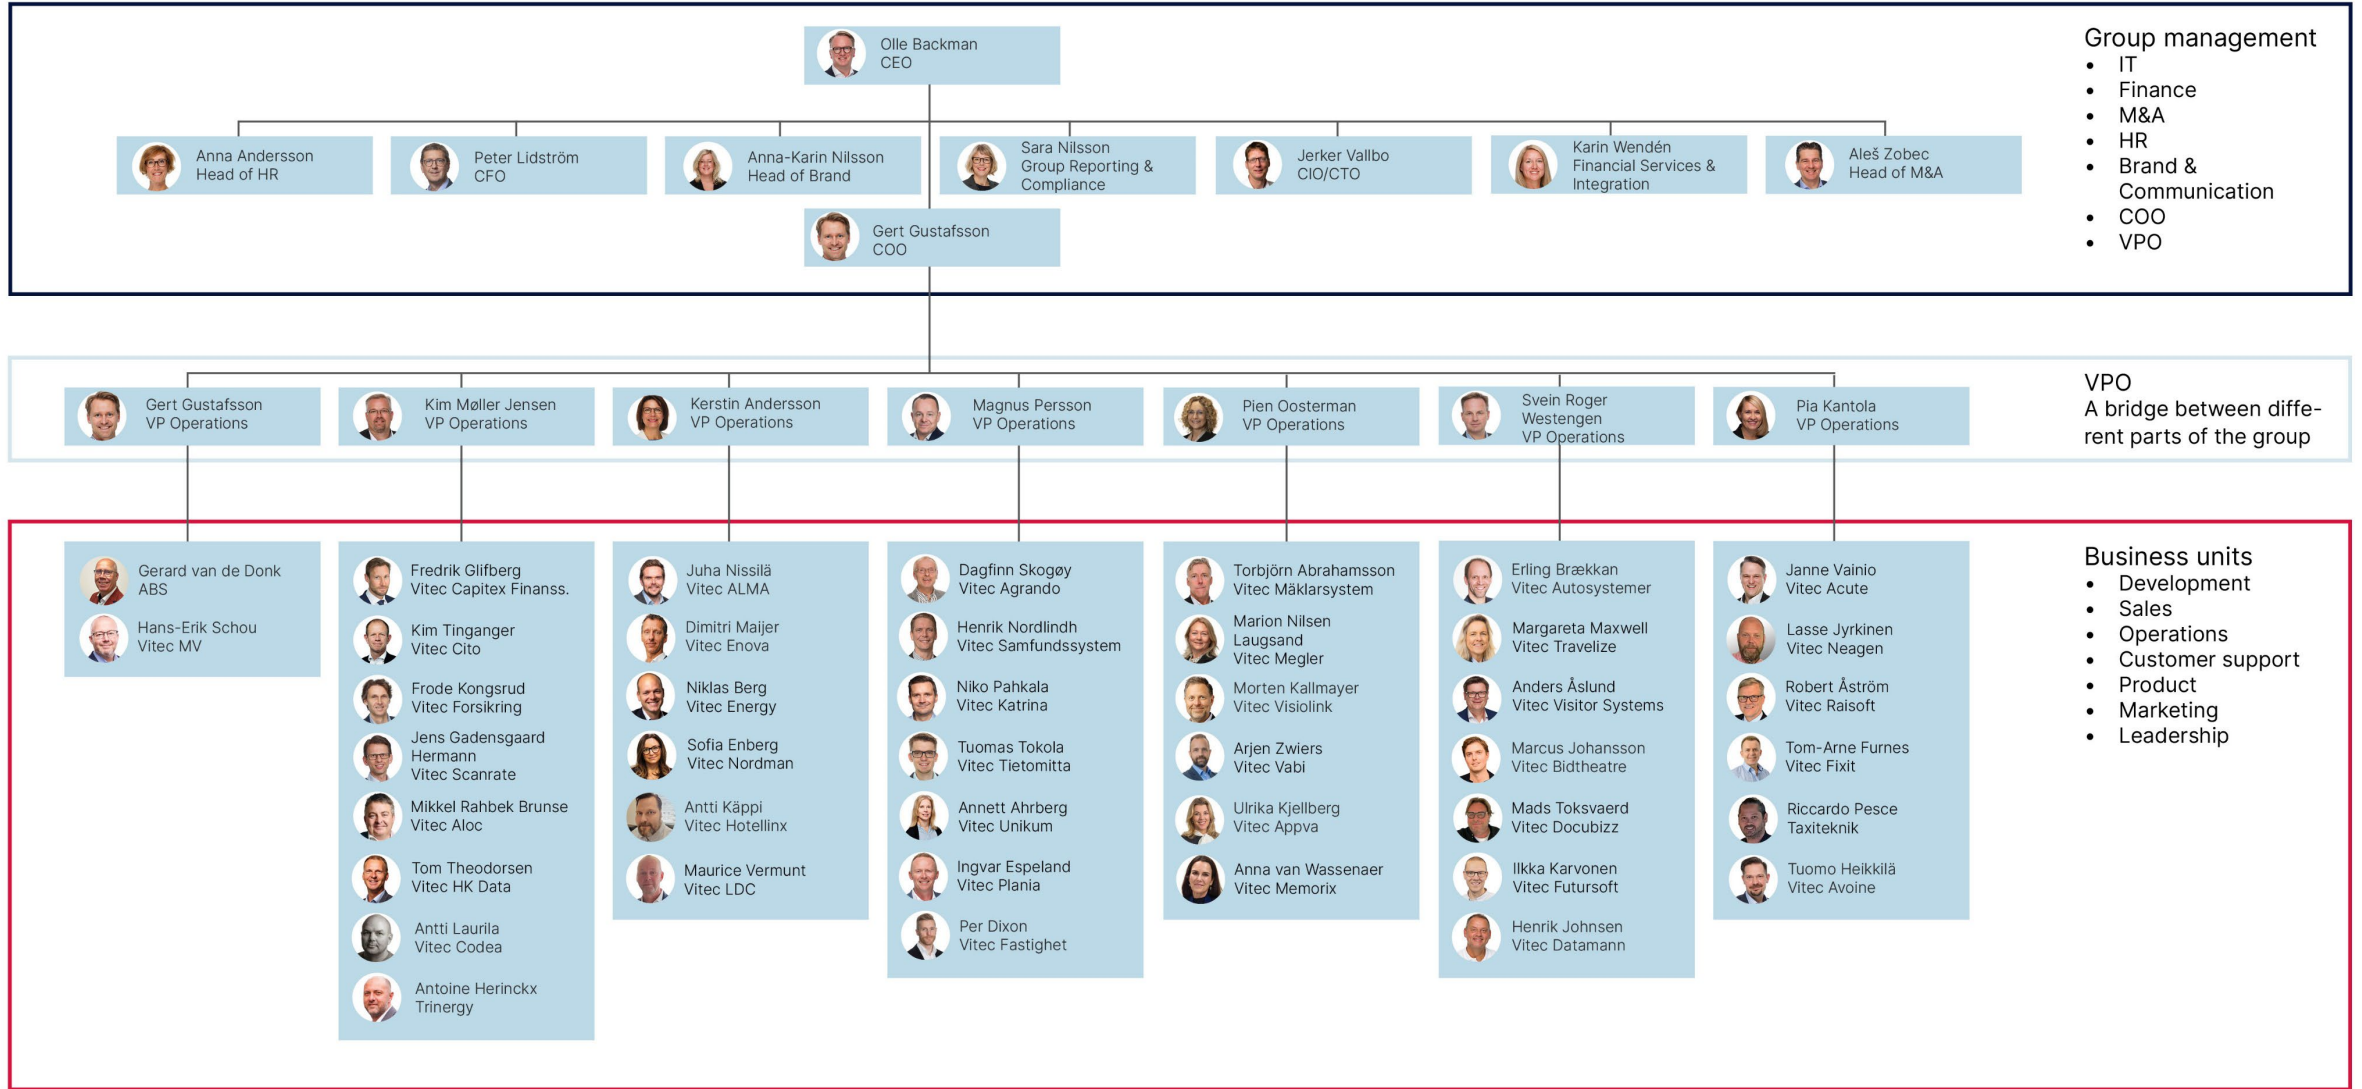 Olle Backman
CEO
Group management
• IT
• Finance
• M&A
• HR
• Brand &
Communication
• COO
• VPO
Anna Andersson
Head of HR
Peter Lidström
CFO
Anna-Karin Nilsson
Head of Brand
Sara Nilsson
Group Reporting &
Compliance
Jerker Vallbo
CIO/CTO
Karin Wendén
Financial Services &
Integration
Aleš Zobec
Head of M&A
Gert Gustafsson
COO
Gert Gustafsson
VP Operations
Kim Møller Jensen
VP Operations
Kerstin Andersson
VP Operations
Magnus Persson
VP Operations
Pien Oosterman
VP Operations
Svein Roger
Westengen
VP Operations
Pia Kantola
VP Operations
VPO
A bridge between diffe-
rent parts of the group
Gerard van de Donk
ABS
Hans-Erik Schou
Vitec MV
Fredrik Glifberg
Vitec Capitex Finanss.
Kim Tinganger
Vitec Cito
Frode Kongsrud
Vitec Forsikring
Jens Gadensgaard
Hermann
Vitec Scanrate
Mikkel Rahbek Brunse
Vitec Aloc
Tom Theodorsen
Vitec HK Data
Antti Laurila
Vitec Codea
Antoine Herinckx
Trinergy
Juha Nissilä
Vitec ALMA
Dimitri Maijer
Vitec Enova
Niklas Berg
Vitec Energy
Sofia Enberg
Vitec Nordman
Antti Käppi
Vitec Hotellinx
Maurice Vermunt
Vitec LDC
Dagfinn Skogøy
Vitec Agrando
Henrik Nordlindh
Vitec Samfundssystem
Niko Pahkala
Vitec Katrina
Tuomas Tokola
Vitec Tietomitta
Annett Ahrberg
Vitec Unikum
Ingvar Espeland
Vitec Plania
Per Dixon
Vitec Fastighet
Torbjörn Abrahamsson
Vitec Mäklarsystem
Marion Nilsen
Laugsand
Vitec Megler
Morten Kallmayer
Vitec Visiolink
Arjen Zwiers
Vitec Vabi
Ulrika Kjellberg
Vitec Appva
Anna van Wassenaer
Vitec Memorix
Erling Brækkan
Vitec Autosystemer
Margareta Maxwell
Vitec Travelize
Anders Åslund
Vitec Visitor Systems
Marcus Johansson
Vitec Bidtheatre
Mads Toksvaerd
Vitec Docubizz
Ilkka Karvonen
Vitec Futursoft
Henrik Johnsen
Vitec Datamann
Janne Vainio
Vitec Acute
Lasse Jyrkinen
Vitec Neagen
Robert Åström
Vitec Raisoft
Tom-Arne Furnes
Vitec Fixit
Riccardo Pesce
Taxiteknik
Tuomo Heikkilä
Vitec Avoine
Business units
• Development
• Sales
• Operations
• Customer support
• Product
• Marketing
• Leadership